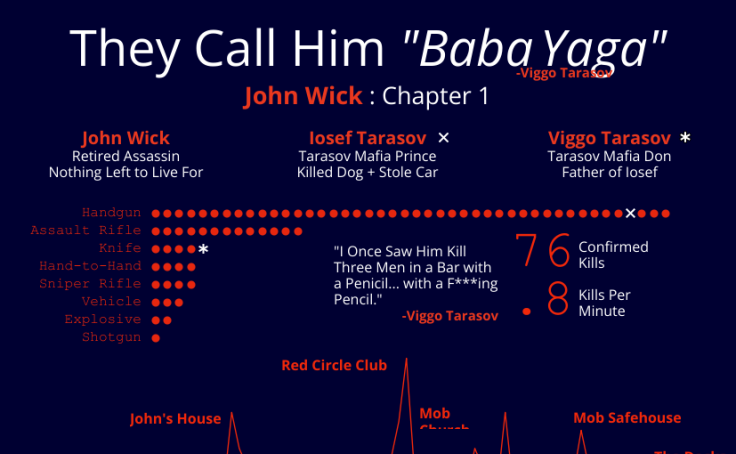 They Call Him "Baba Yaga"
-Viggo Tarasov
John Wick : Chapter 1
John Wick
Retired Assassin
Nothing Left to Live For
Iosef Tarasov ×
Tarasov Mafia Prince
Killed Dog + Stole Car
Viggo Tarasov *
Tarasov Mafia Don
Father of Iosef
Handgun
Assault Rifle
Knife
Hand-to-Hand
Sniper Rifle
Vehicle
Explosive
Shotgun
"I Once Saw Him Kill
Three Men in a Bar with
a Penicil... with a F***ing
Pencil."
-Viggo Tarasov
76 Confirmed
Kills
.8 Kills Per
Minute
Red Circle Club
John's House
Mob
Church
Mob Safehouse